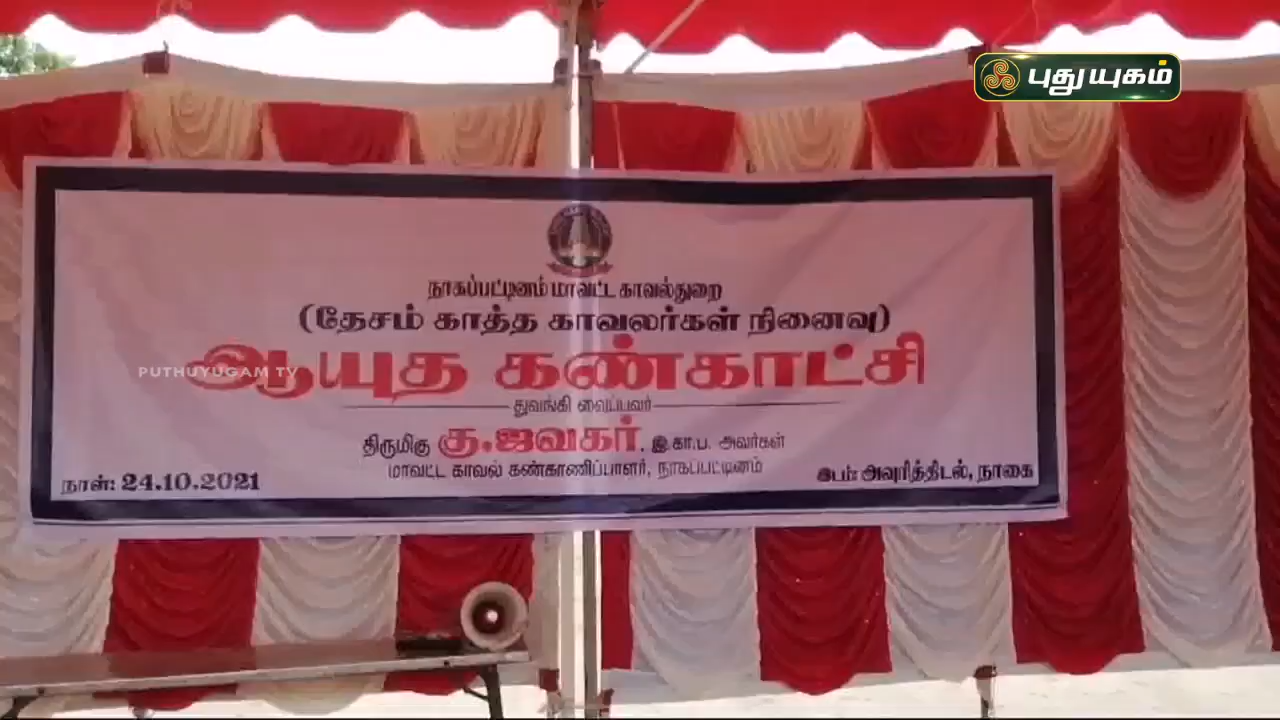 புதுயுகம்
நாகப்பட்டினம் மாவட்ட காவல்துறை
(தேசம் காத்த காவலர்கள் நினைவு)
ஆயுத கண்காட்சி
PUTHUYUGAM TV
துவங்கி வைப்பவர்
திருமிகு கு.ஜவகர், இ.கா.ப. அவர்கள்
மாவட்ட காவல் கண்காணிப்பாளர், நாகப்பட்டினம்
நாள்: 24.10.2021 இடம்: அவுரித்திடல், நாகை